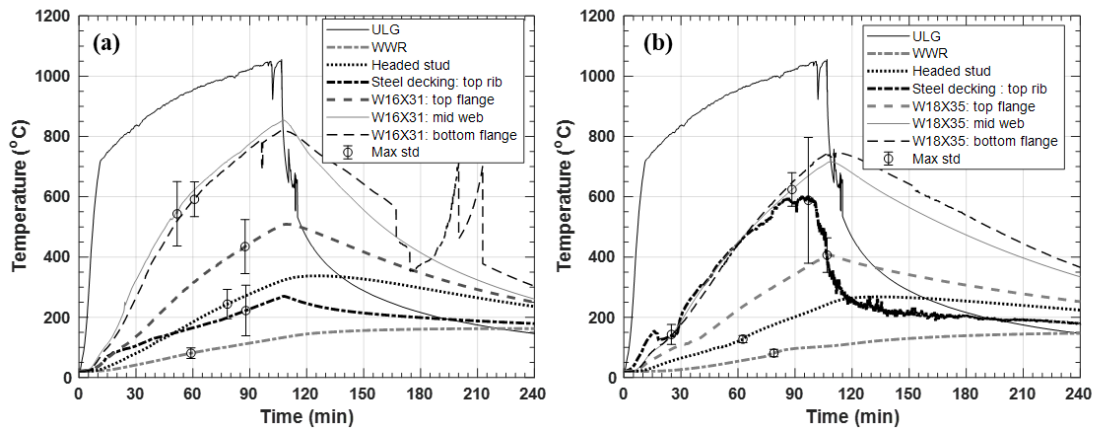 (a)
1200
1000
800
600
400
200
0
Temperature (°C)
ULG
WWR
Headed stud
Steel decking: top rib
W16X31: top flange
W16X31: mid web
W16X31: bottom flange
Max std
0 30 60 90 120 150 180 210 240
Time (min)
(b)
1200
1000
800
600
400
200
0
Temperature (°C)
ULG
WWR
Headed stud
Steel decking : top rib
W18X35: top flange
W18X35: mid web
W18X35: bottom flange
Max std
0 30 60 90 120 150 180 210 240
Time (min)